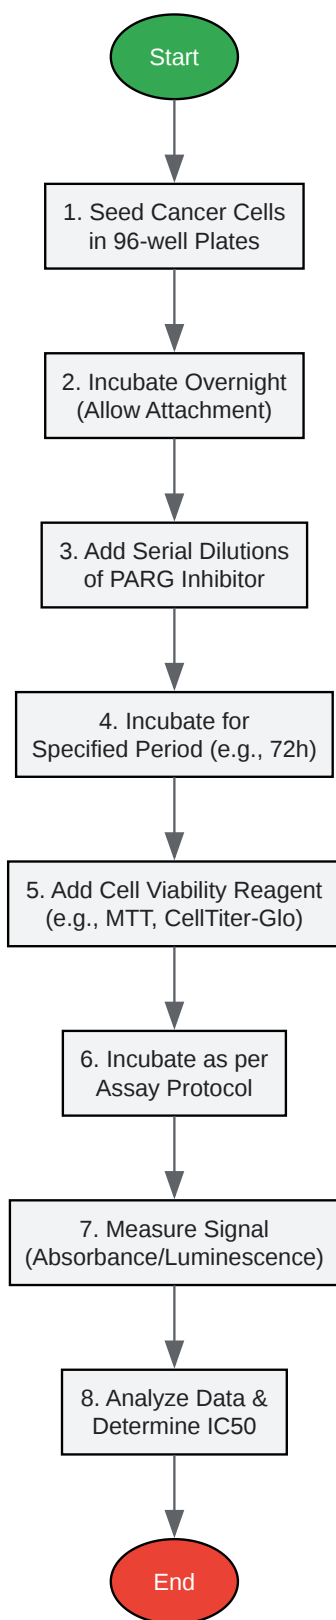 Start
1. Seed Cancer Cells
in 96-well Plates
2. Incubate Overnight
(Allow Attachment)
3. Add Serial Dilutions
of PARG Inhibitor
4. Incubate for
Specified Period (e.g., 72h)
5. Add Cell Viability Reagent
(e.g., MTT, CellTiter-Glo)
6. Incubate as per
Assay Protocol
7. Measure Signal
(Absorbance/Luminescence)
8. Analyze Data &
Determine IC50
End